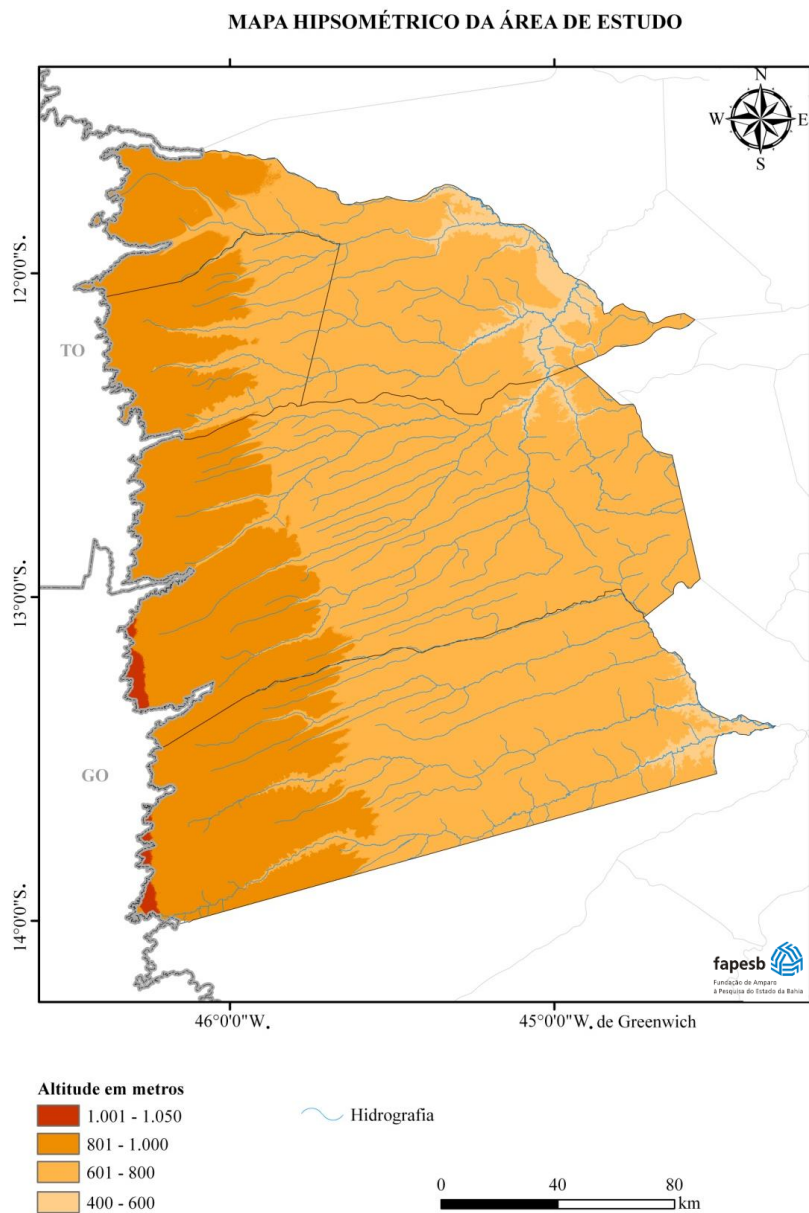 MAPA HIPSOMÉTRICO DA ÁREA DE ESTUDO
N
W
E
S
12°0'0"S.
TO
13°0'0"S.
GO
14°0'0"S.
fapesb
Fundação de Amparo
à Pesquisa do Estado da Bahia
46°0'0"W.
45°0'0"W. de Greenwich
Altitude em metros
1.001 - 1.050
Hidrografia
801 - 1.000
601 - 800
400 - 600
0
40
80
km